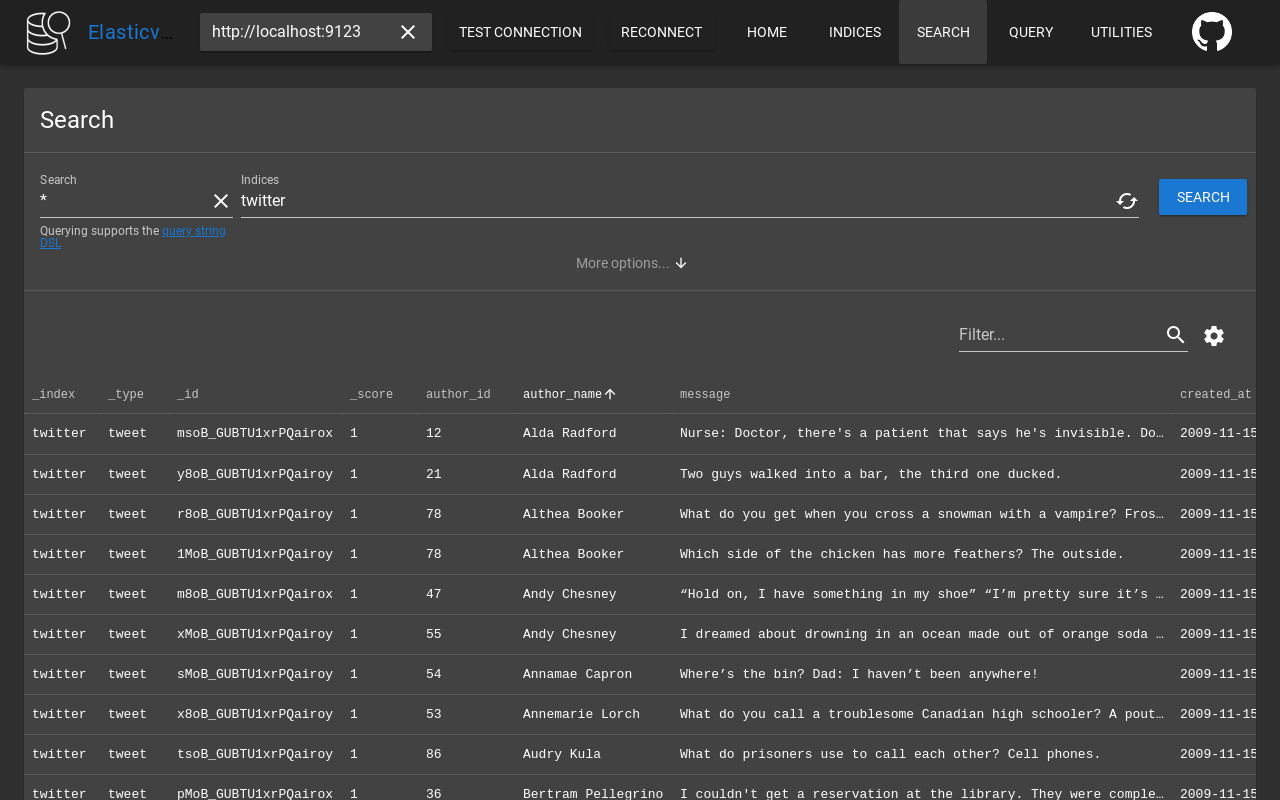 Elasticv... http://localhost:9123 TEST CONNECTION RECONNECT HOME INDICES SEARCH QUERY UTILITIES
Search
Search Indices
* twitter SEARCH
Querying supports the query string
DSL
More options...
Filter...
_index _type _id _score author_id author_name message created_at
twitter tweet msoB_GUBTU1xrPQairox 1 12 Alda Radford Nurse: Doctor, there's a patient that says he's invisible. Do… 2009-11-15
twitter tweet y8oB_GUBTU1xrPQairoy 1 21 Alda Radford Two guys walked into a bar, the third one ducked. 2009-11-15
twitter tweet r8oB_GUBTU1xrPQairoy 1 78 Althea Booker What do you get when you cross a snowman with a vampire? Fros… 2009-11-15
twitter tweet 1MoB_GUBTU1xrPQairoy 1 78 Althea Booker Which side of the chicken has more feathers? The outside. 2009-11-15
twitter tweet m8oB_GUBTU1xrPQairox 1 47 Andy Chesney “Hold on, I have something in my shoe” “I’m pretty sure it’s … 2009-11-15
twitter tweet xMoB_GUBTU1xrPQairoy 1 55 Andy Chesney I dreamed about drowning in an ocean made out of orange soda … 2009-11-15
twitter tweet sMoB_GUBTU1xrPQairoy 1 54 Annamae Capron Where’s the bin? Dad: I haven’t been anywhere! 2009-11-15
twitter tweet x8oB_GUBTU1xrPQairoy 1 53 Annemarie Lorch What do you call a troublesome Canadian high schooler? A pout… 2009-11-15
twitter tweet tsoB_GUBTU1xrPQairoy 1 86 Audry Kula What do prisoners use to call each other? Cell phones. 2009-11-15
twitter tweet pMoB_GUBTU1xrPQairox 1 36 Bertram Pellegrino I couldn't get a reservation at the library. They were comple… 2009-11-15